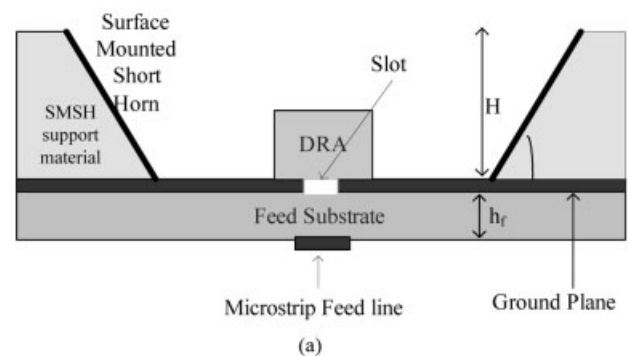 Surface
Mounted
Short
Horn
SMSH
support
material
Slot
H
DRA
Feed Substrate
h_f
Microstrip Feed line
Ground Plane
(a)